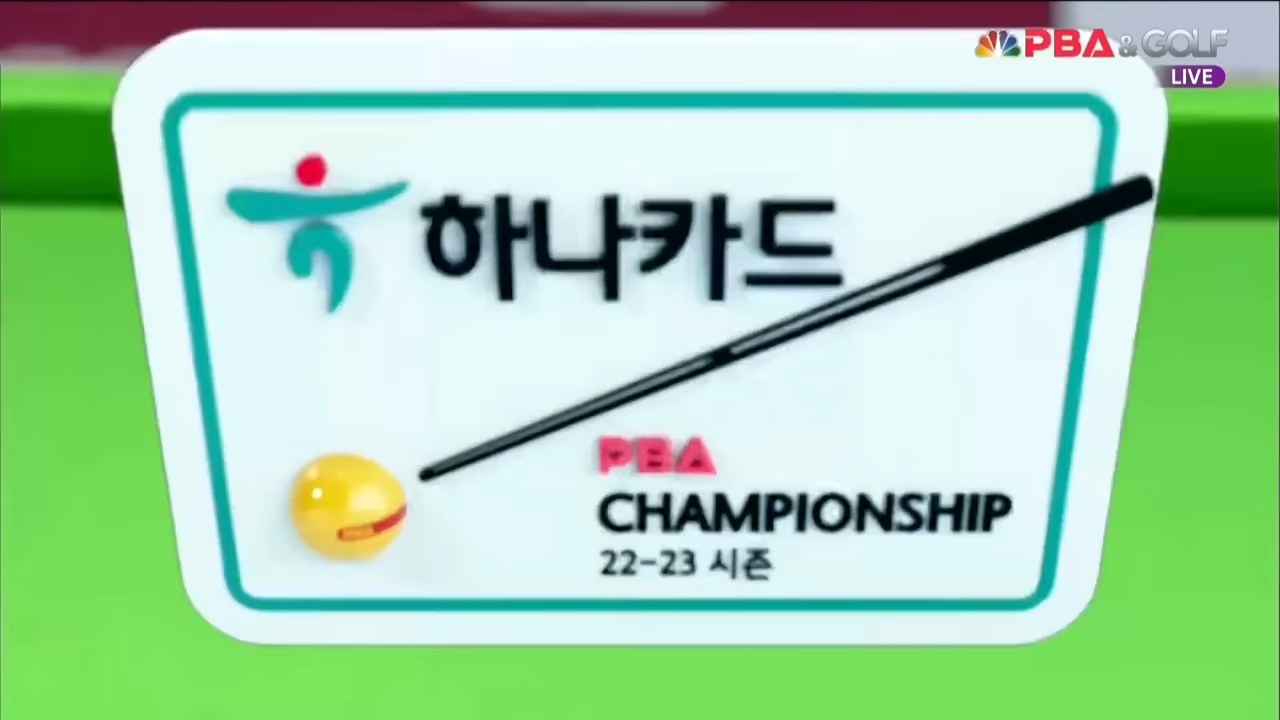 PBA & GOLF
LIVE
하나카드
PBA
CHAMPIONSHIP
22-23 시즌